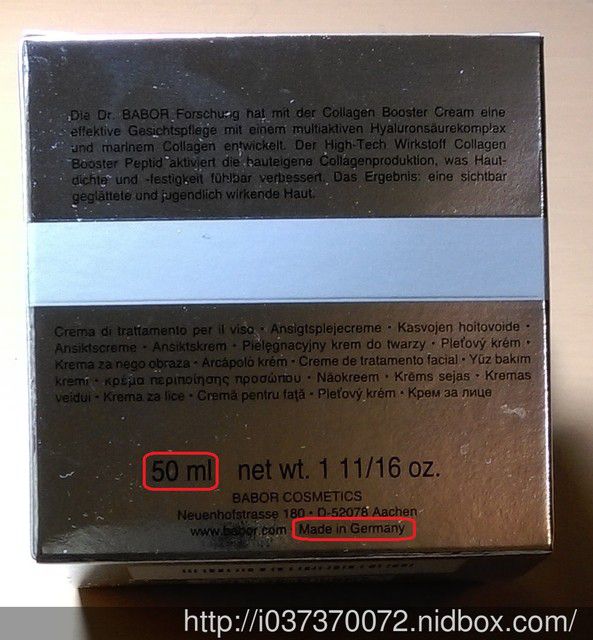 Die Dr. BABOR Forschung hat mit der Collagen Booster Cream eine
effektive Gesichtspflege mit einem multiaktiven Hyaluronsäurekomplex
und marinem Collagen entwickelt. Der High-Tech Wirkstoff Collagen
Booster Peptid aktiviert die hauteigene Collagenproduktion, was Haut-
dichte und -festigkeit fühlbar verbessert. Das Ergebnis: eine sichtbar
geglättete und jugendlich wirkende Haut.
Crema di trattamento per il viso • Ansigtsplejecreme • Kasvojen hoitovoide •
Ansiktscreme • Ansiktskrem • Pielęgnacyjny krem do twarzy • Pleťový krém •
Krema za nego obraza • Arcápoló krém • Creme de tratamento facial • Yüz bakım
kremi • κρέμα περιποίησης προσώπου • Näokreem • Krēms sejas • Kremas
veidui • Krema za lice • Cremă pentru faţă • Pleťový krém • Крем за лице
50 ml net wt. 1 11/16 oz.
BABOR COSMETICS
Neuenhofstrasse 180 • D-52078 Aachen
www.babor.com Made in Germany
http://i037370072.nidbox.com/